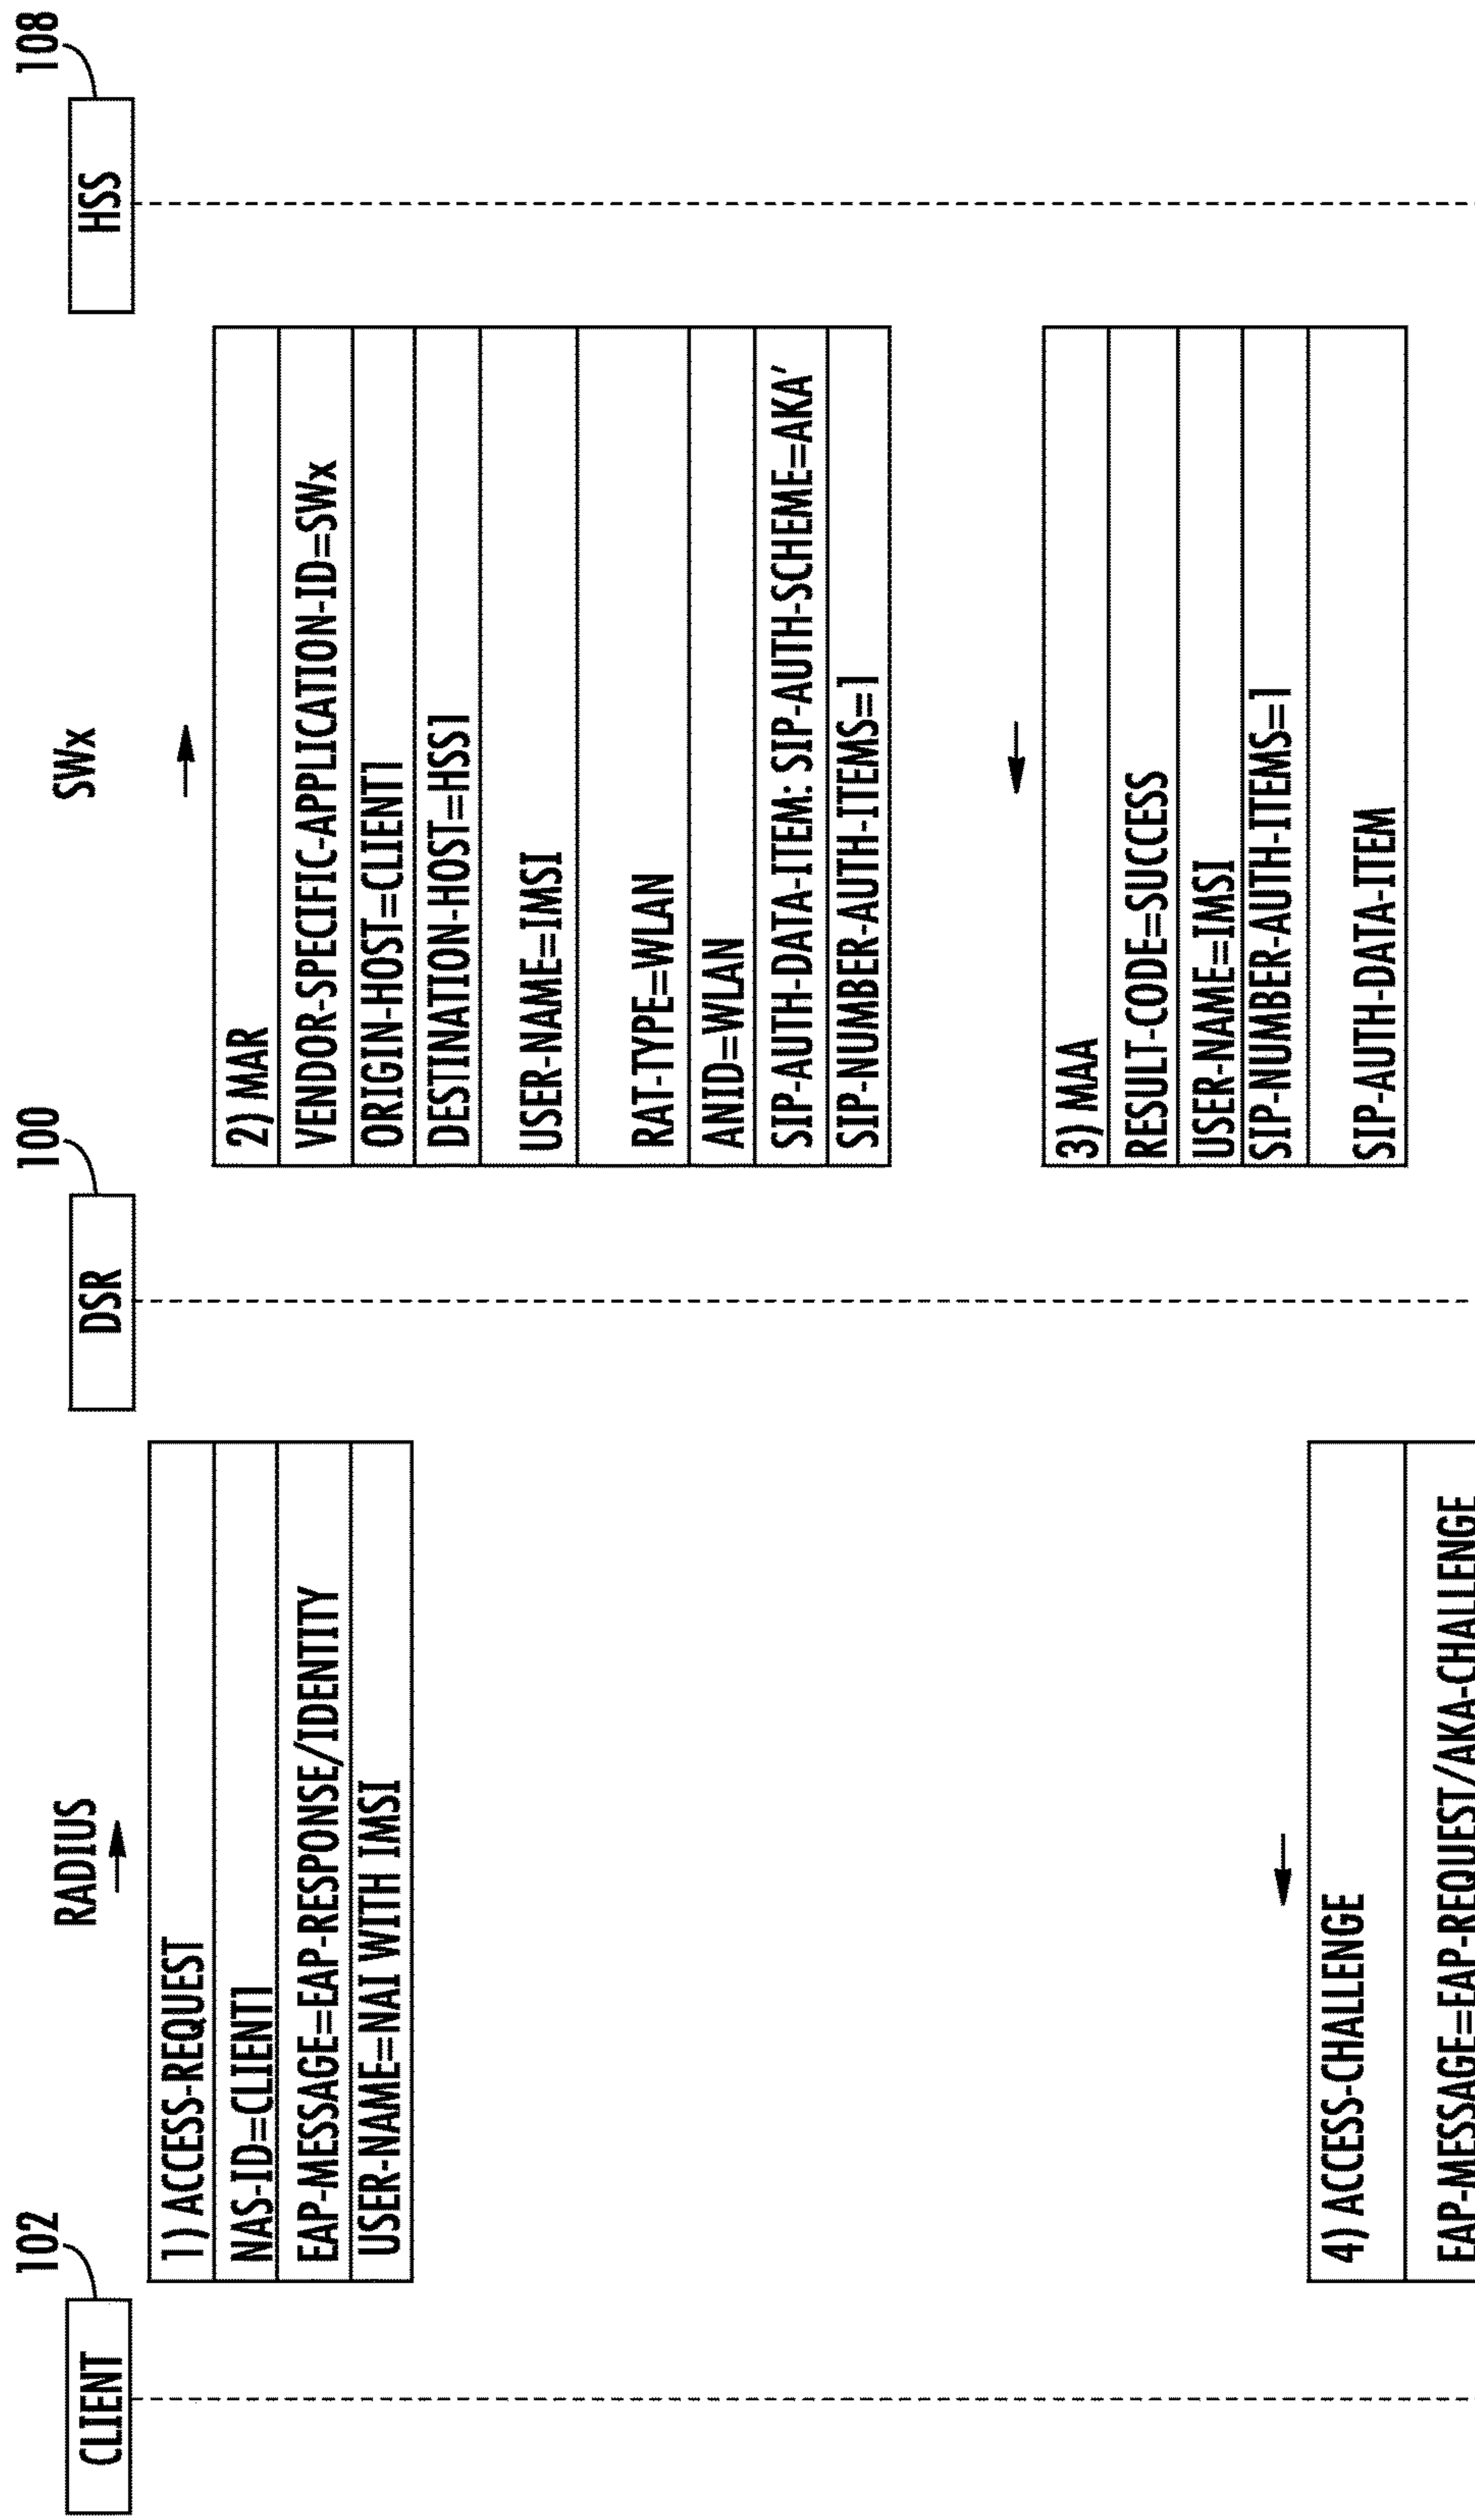 102
CLIENT
RADIUS
1) ACCESS-REQUEST
NAS-ID=CLIENT1
EAP-MESSAGE=EAP-RESPONSE/IDENTITY
USER-NAME=NAI WITH IMSI
100
DSR
SWx
2) MAR
VENDOR-SPECIFIC-APPLICATION-ID=SWx
ORIGIN-HOST=CLIENT1
DESTINATION-HOST=HSS1
USER-NAME=IMSI
RAT-TYPE=WLAN
ANID=WLAN
SIP-AUTH-DATA-ITEM: SIP-AUTH-SCHEME=AKA'
SIP-NUMBER-AUTH-ITEMS=1
108
HSS
3) MAA
RESULT-CODE=SUCCESS
USER-NAME=IMSI
SIP-NUMBER-AUTH-ITEMS=1
SIP-AUTH-DATA-ITEM
4) ACCESS-CHALLENGE
EAP-MESSAGE=EAP-REQUEST/AKA-CHALLENGE